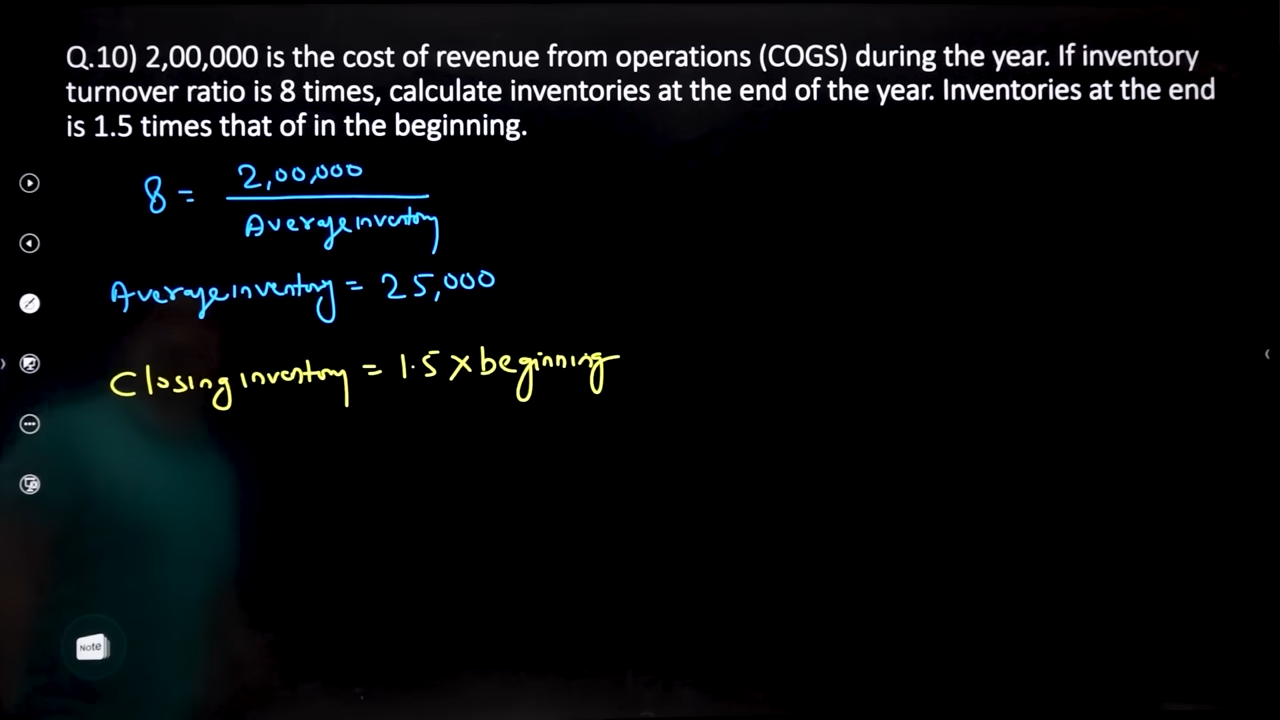 Q.10) 2,00,000 is the cost of revenue from operations (COGS) during the year. If inventory
turnover ratio is 8 times, calculate inventories at the end of the year. Inventories at the end
is 1.5 times that of in the beginning.
8 = 2,00,000
Average inventory
Average inventory = 25,000
Closing inventory = 1.5 × beginning
Note